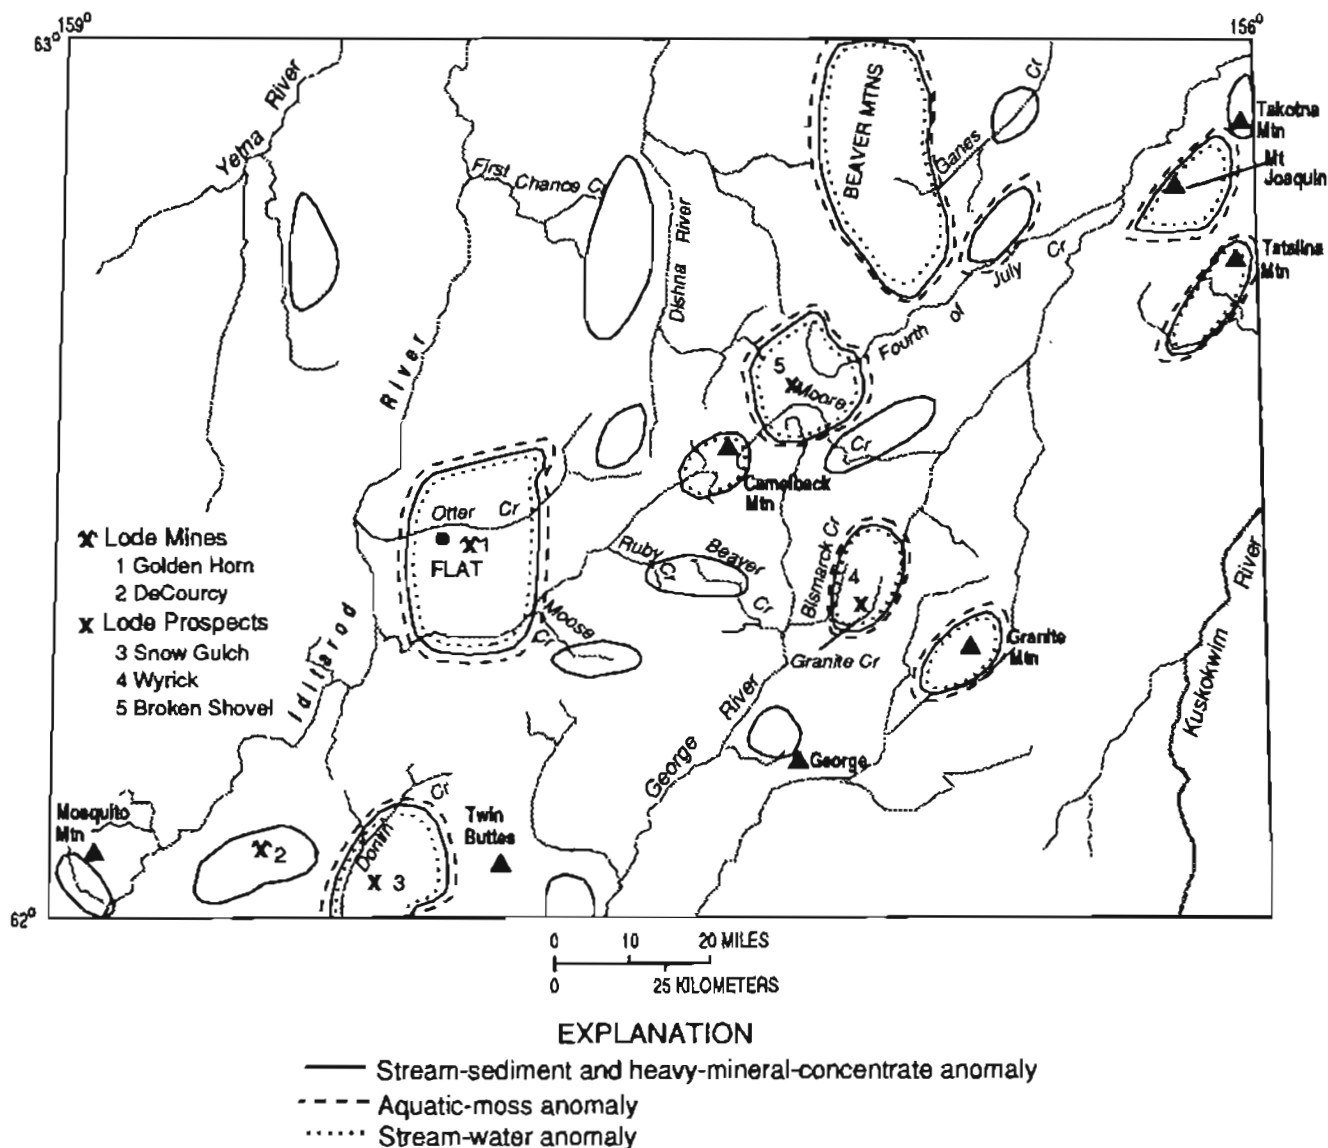 159° 156°
63°
Yetna River
First Chance Cr
Dishna River
BEAVER MTNS
Ganes Cr
Takotna
Mtn
Mt
Joaquin
Tatalina
Mtn
Fourth of July Cr
5
Moore
Cr
Camelback
Mtn
River
Otter Cr
1
FLAT
Ruby
Cr
Beaver
Cr
Bismarck Cr
4
Granite Cr
Granite
Mtn
Moose
Cr
Iditarod
Lode Mines
1 Golden Horn
2 DeCourcy
Lode Prospects
3 Snow Gulch
4 Wyrick
5 Broken Shovel
George River
George
Kuskokwim River
Mosquito
Mtn
2
Donlin Cr
3
Twin
Buttes
62°
0 10 20 MILES
0 25 KILOMETERS
EXPLANATION
Stream-sediment and heavy-mineral-concentrate anomaly
Aquatic-moss anomaly
Stream-water anomaly